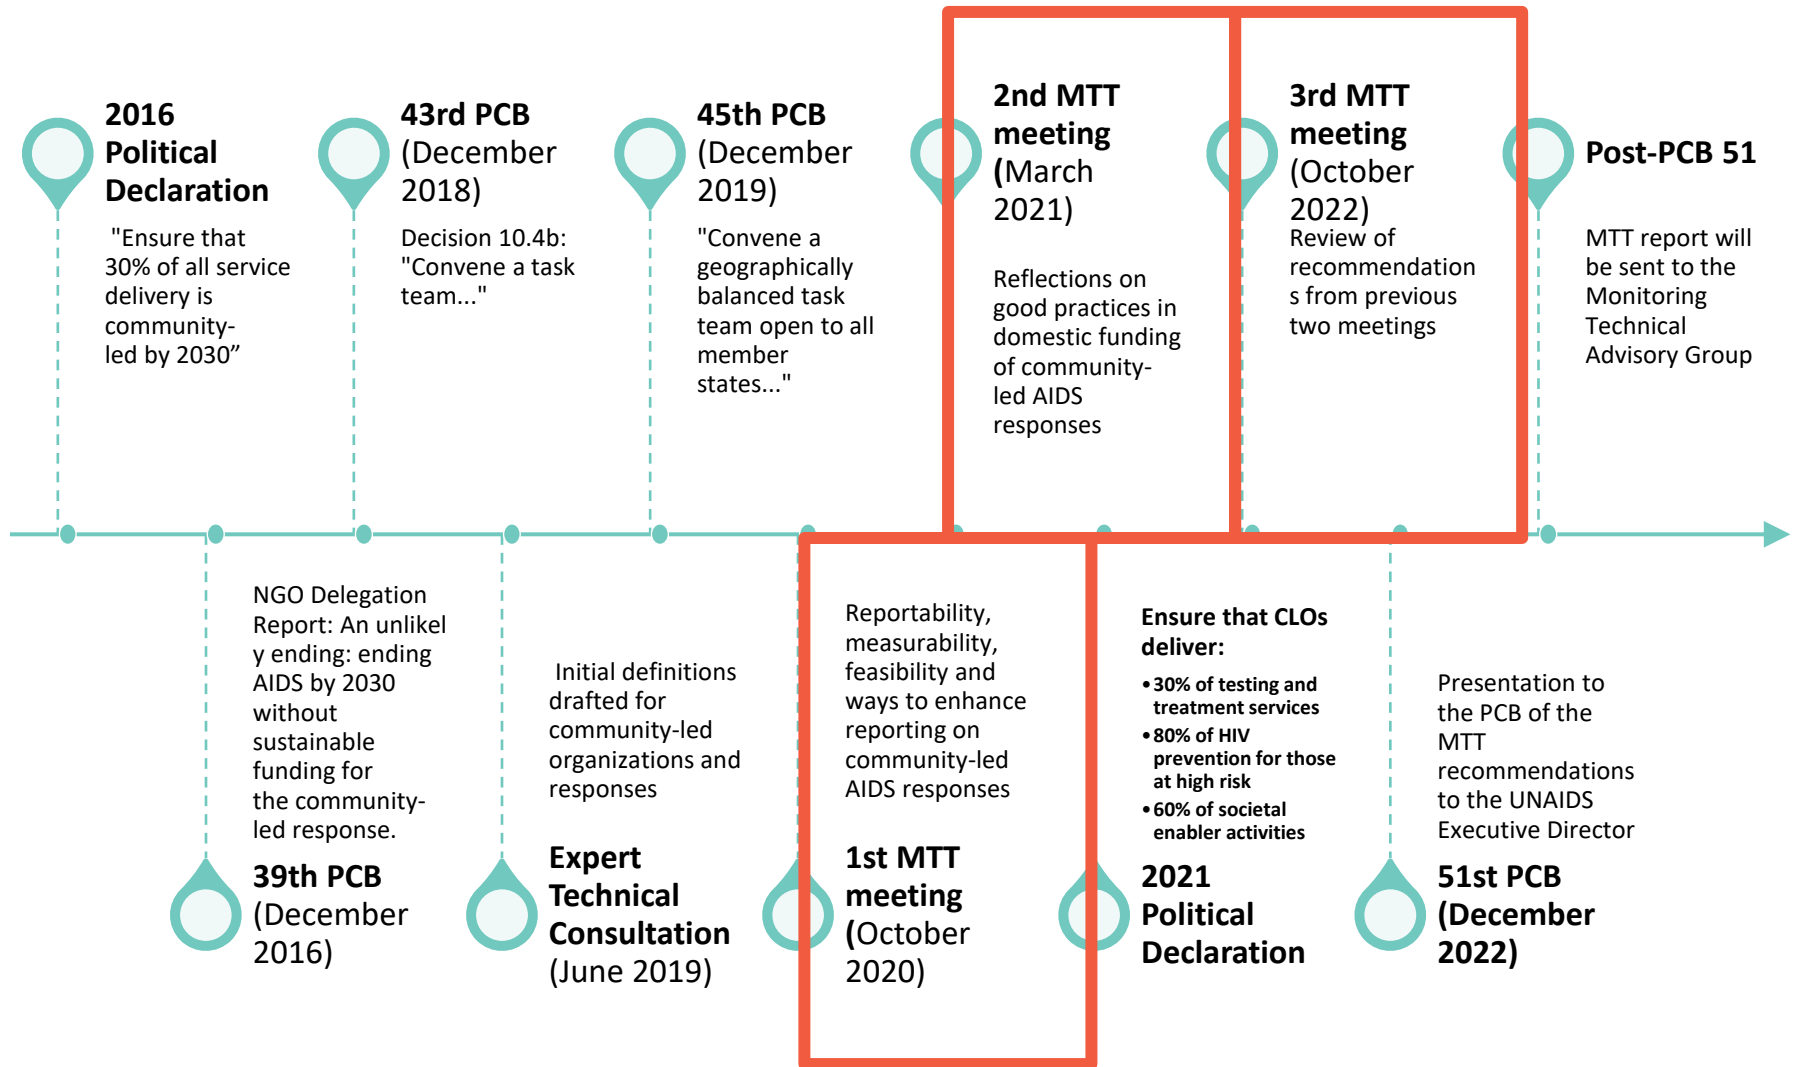 2016
Political
Declaration
"Ensure that
30% of all service
delivery is
community-
led by 2030”
43rd PCB
(December
2018)
Decision 10.4b:
"Convene a task
team..."
45th PCB
(December
2019)
"Convene a
geographically
balanced task
team open to all
member
states..."
2nd MTT
meeting
(March
2021)
Reflections on
good practices in
domestic funding
of community-
led AIDS
responses
3rd MTT
meeting
(October
2022)
Review of
recommendation
s from previous
two meetings
Post-PCB 51
MTT report will
be sent to the
Monitoring
Technical
Advisory Group
NGO Delegation
Report: An unlikel
y ending: ending
AIDS by 2030
without
sustainable
funding for
the community-
led response.
39th PCB
(December
2016)
Initial definitions
drafted for
community-led
organizations and
responses
Expert
Technical
Consultation
(June 2019)
Reportability,
measurability,
feasibility and
ways to enhance
reporting on
community-led
AIDS responses
1st MTT
meeting
(October
2020)
Ensure that CLOs
deliver:
•30% of testing and
treatment services
•80% of HIV
prevention for those
at high risk
•60% of societal
enabler activities
2021
Political
Declaration
Presentation to
the PCB of the
MTT
recommendations
to the UNAIDS
Executive Director
51st PCB
(December
2022)